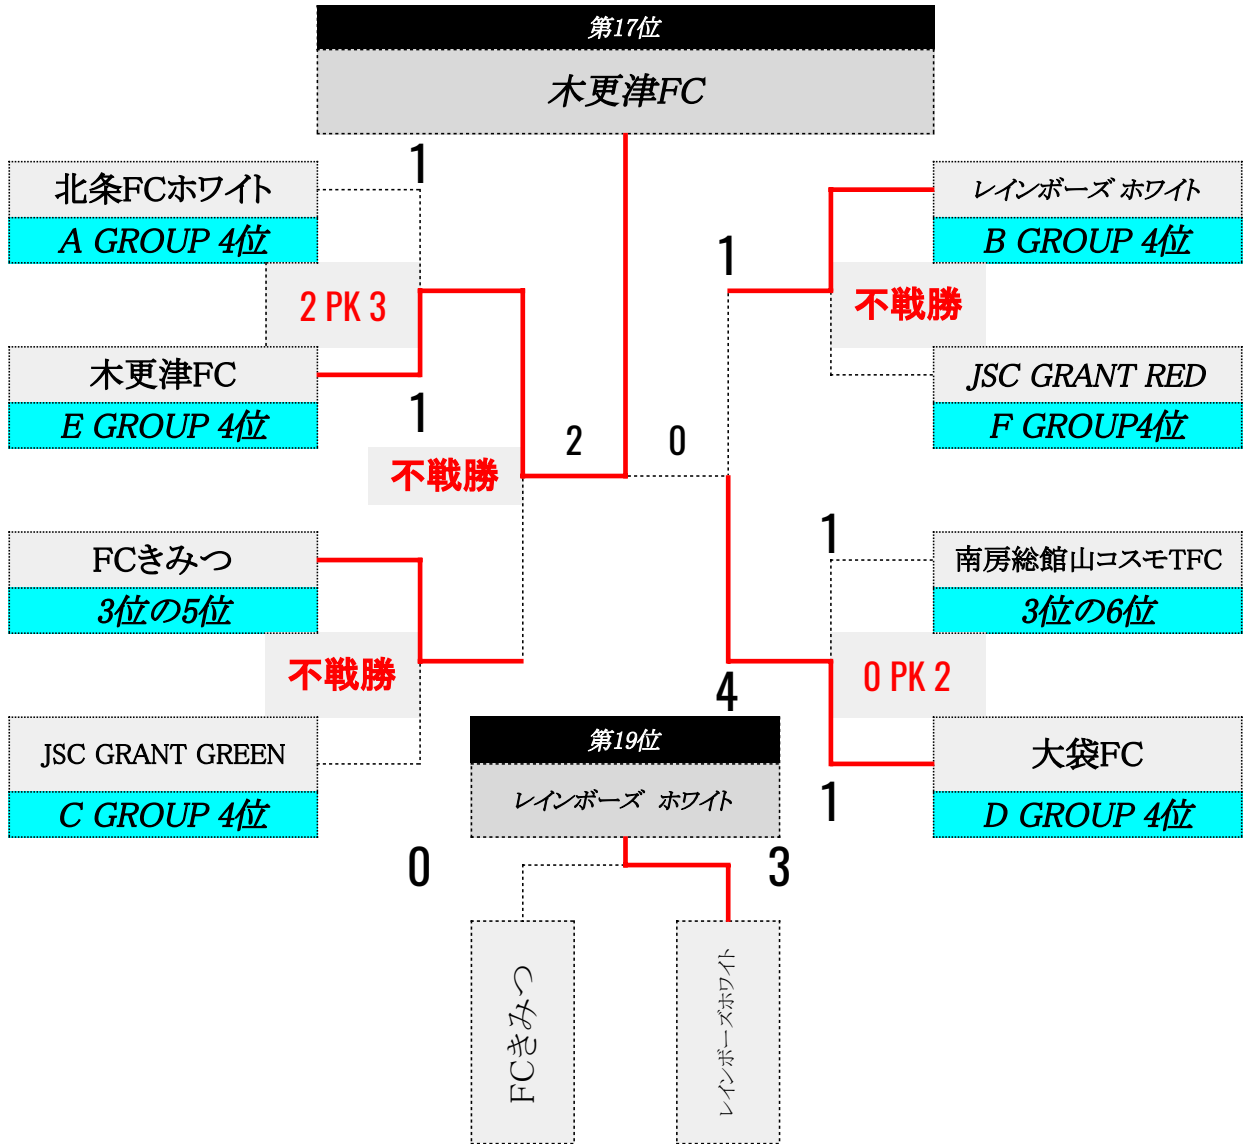 第17位
木更津FC
1
北条FCホワイト
A GROUP 4位
レインボーズ ホワイト
B GROUP 4位
1
2 PK 3
不戦勝
木更津FC
E GROUP 4位
JSC GRANT RED
F GROUP4位
1
2
0
不戦勝
FCきみつ
3位の5位
1
南房総館山コスモTFC
3位の6位
不戦勝
0 PK 2
4
JSC GRANT GREEN
C GROUP 4位
第19位
レインボーズ ホワイト
大袋FC
D GROUP 4位
1
0
3
FCきみつ
レインボーズホワイト